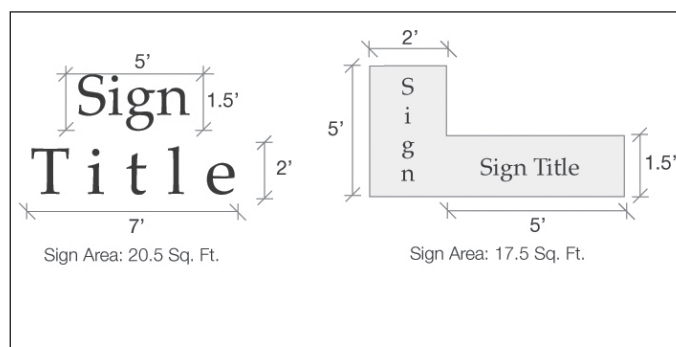 5’
Sign
1.5’
Title
2’
7’
Sign Area: 20.5 Sq. Ft.
2’
5’
S
i
g
n
Sign Title
1.5’
5’
Sign Area: 17.5 Sq. Ft.